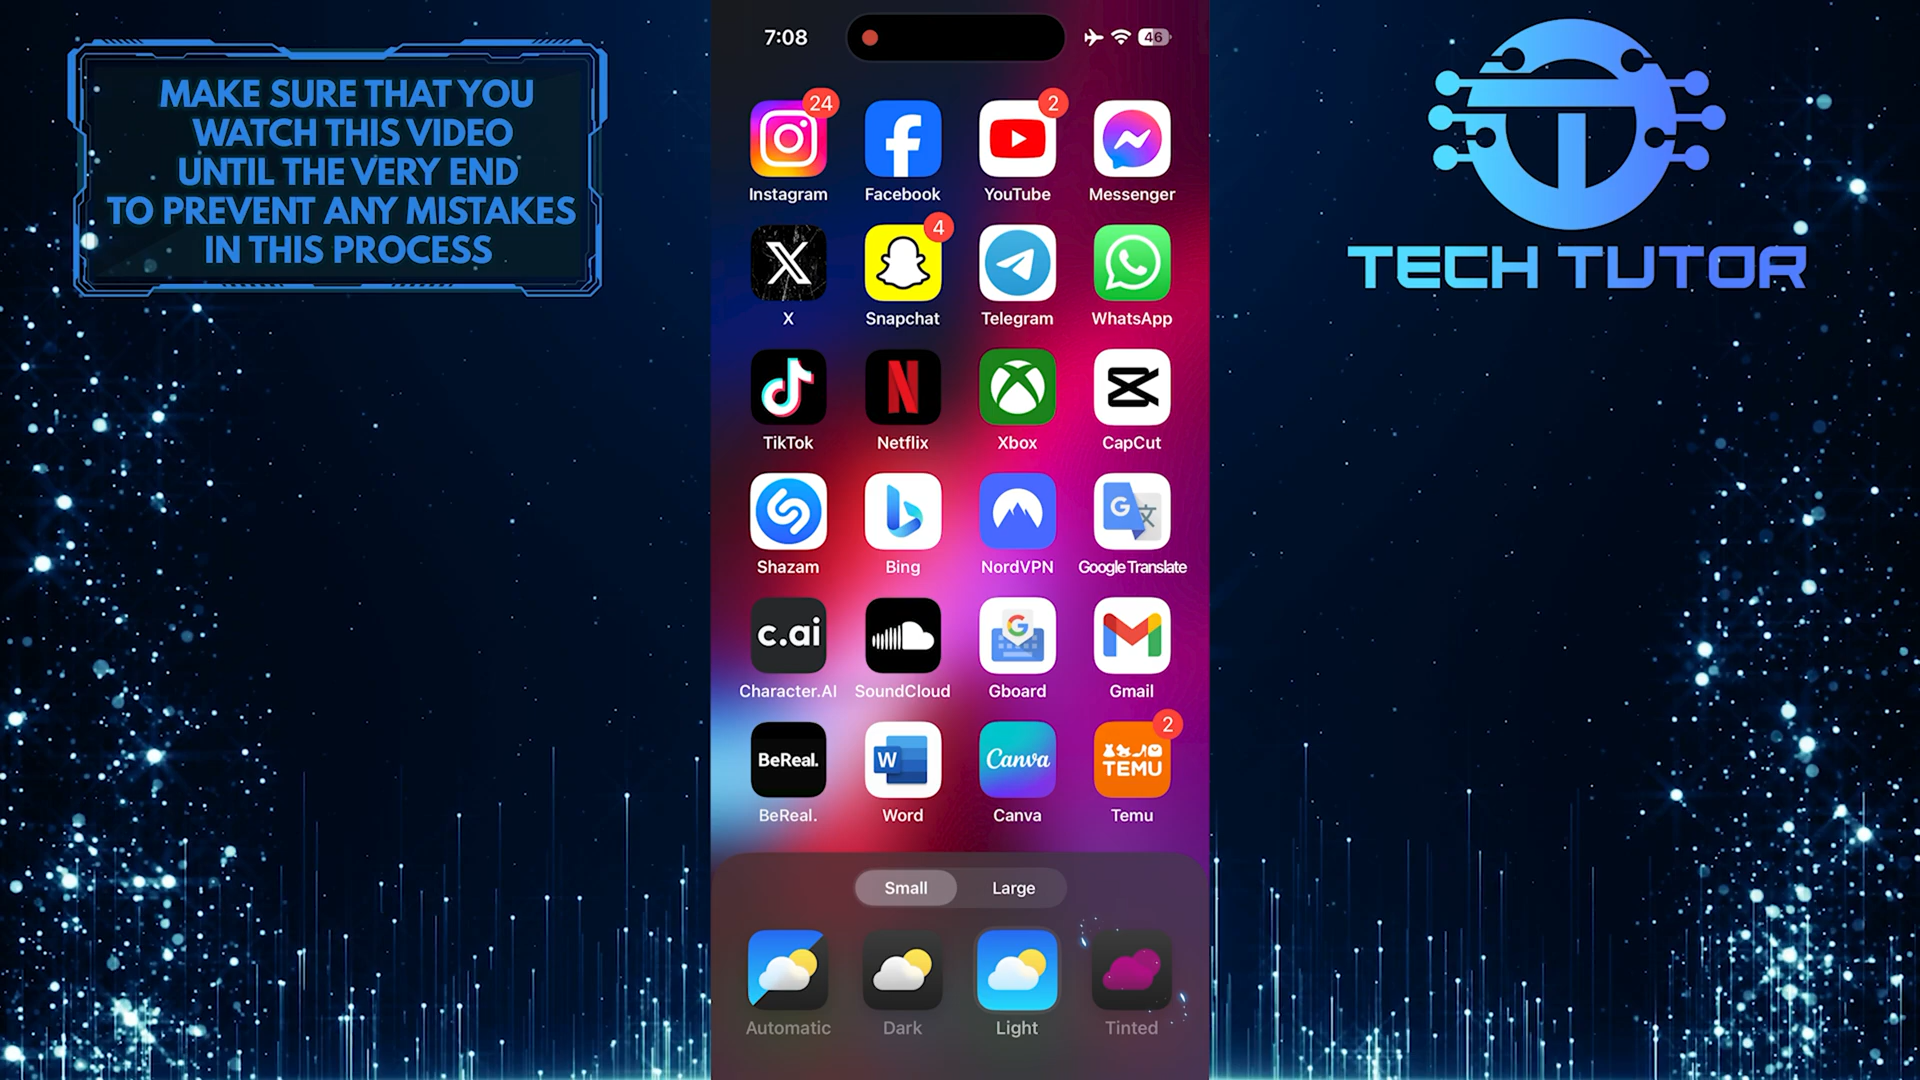 MAKE SURE THAT YOU
WATCH THIS VIDEO
UNTIL THE VERY END
TO PREVENT ANY MISTAKES
IN THIS PROCESS
7:08
46
TECH TUTOR
24
2
Instagram
Facebook
YouTube
Messenger
4
X
Snapchat
Telegram
WhatsApp
TikTok
Netflix
Xbox
CapCut
G
文
Shazam
Bing
NordVPN
Google Translate
c.ai
G
Character.AI
SoundCloud
Gboard
Gmail
2
BeReal.
W
Canva
TEMU
BeReal.
Word
Canva
Temu
Small
Large
Automatic
Dark
Light
Tinted